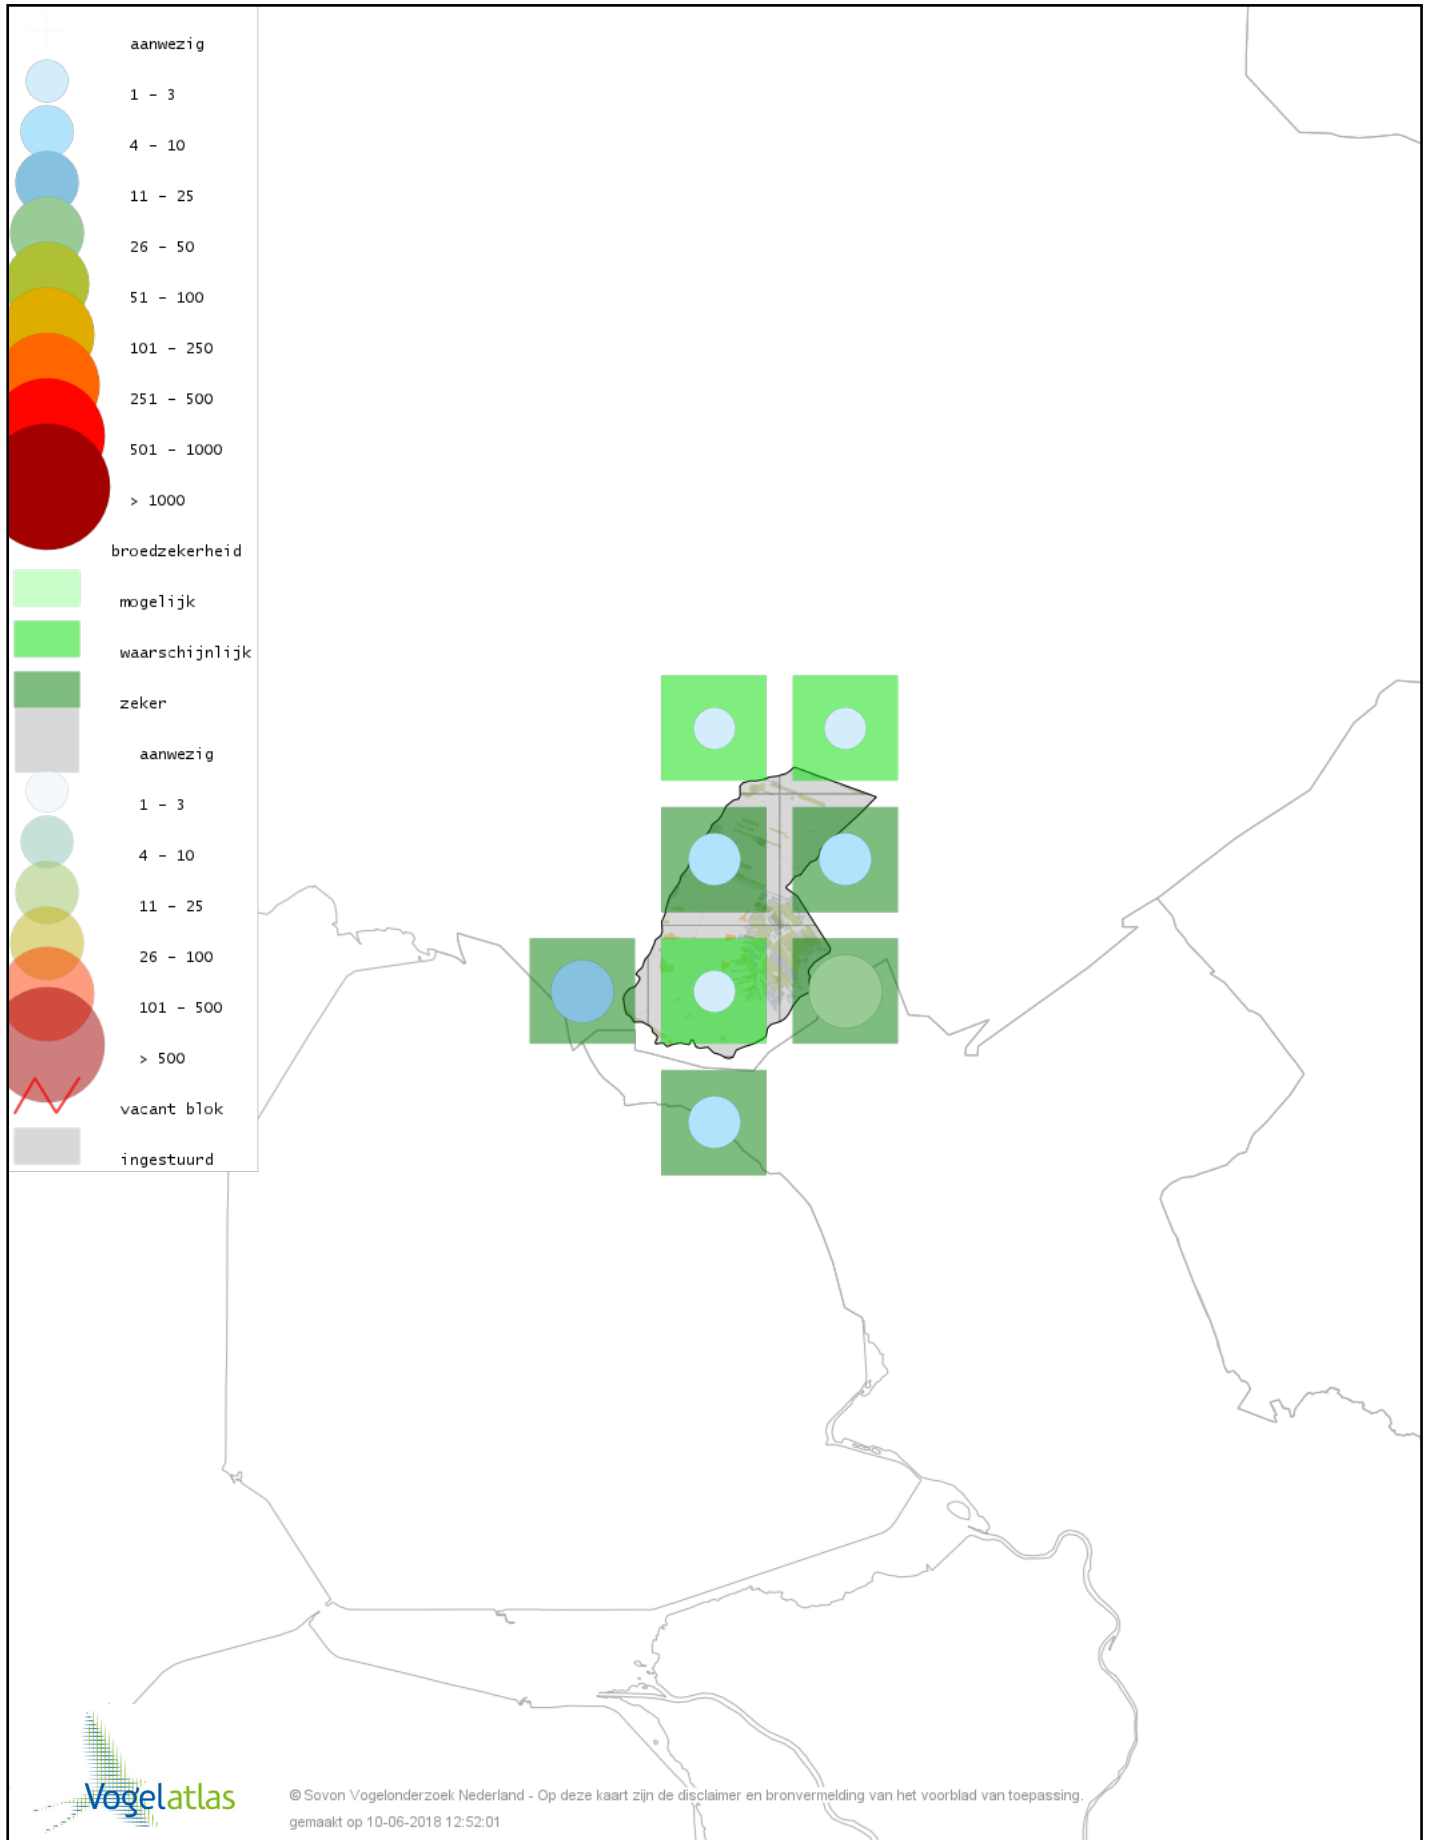 aanwezig
1 - 3
4 - 10
11 - 25
26 - 50
51 - 100
101 - 250
251 - 500
501 - 1000
> 1000
broedzekerheid
mogelijk
waarschijnlijk
zeker
aanwezig
1 - 3
4 - 10
11 - 25
26 - 100
101 - 500
> 500
vacant blok
ingestuurd
Vogelatlas
© Sovon Vogelonderzoek Nederland - Op deze kaart zijn de disclaimer en bronvermelding van het voorblad van toepassing.
gemaakt op 10-06-2018 12:52:01